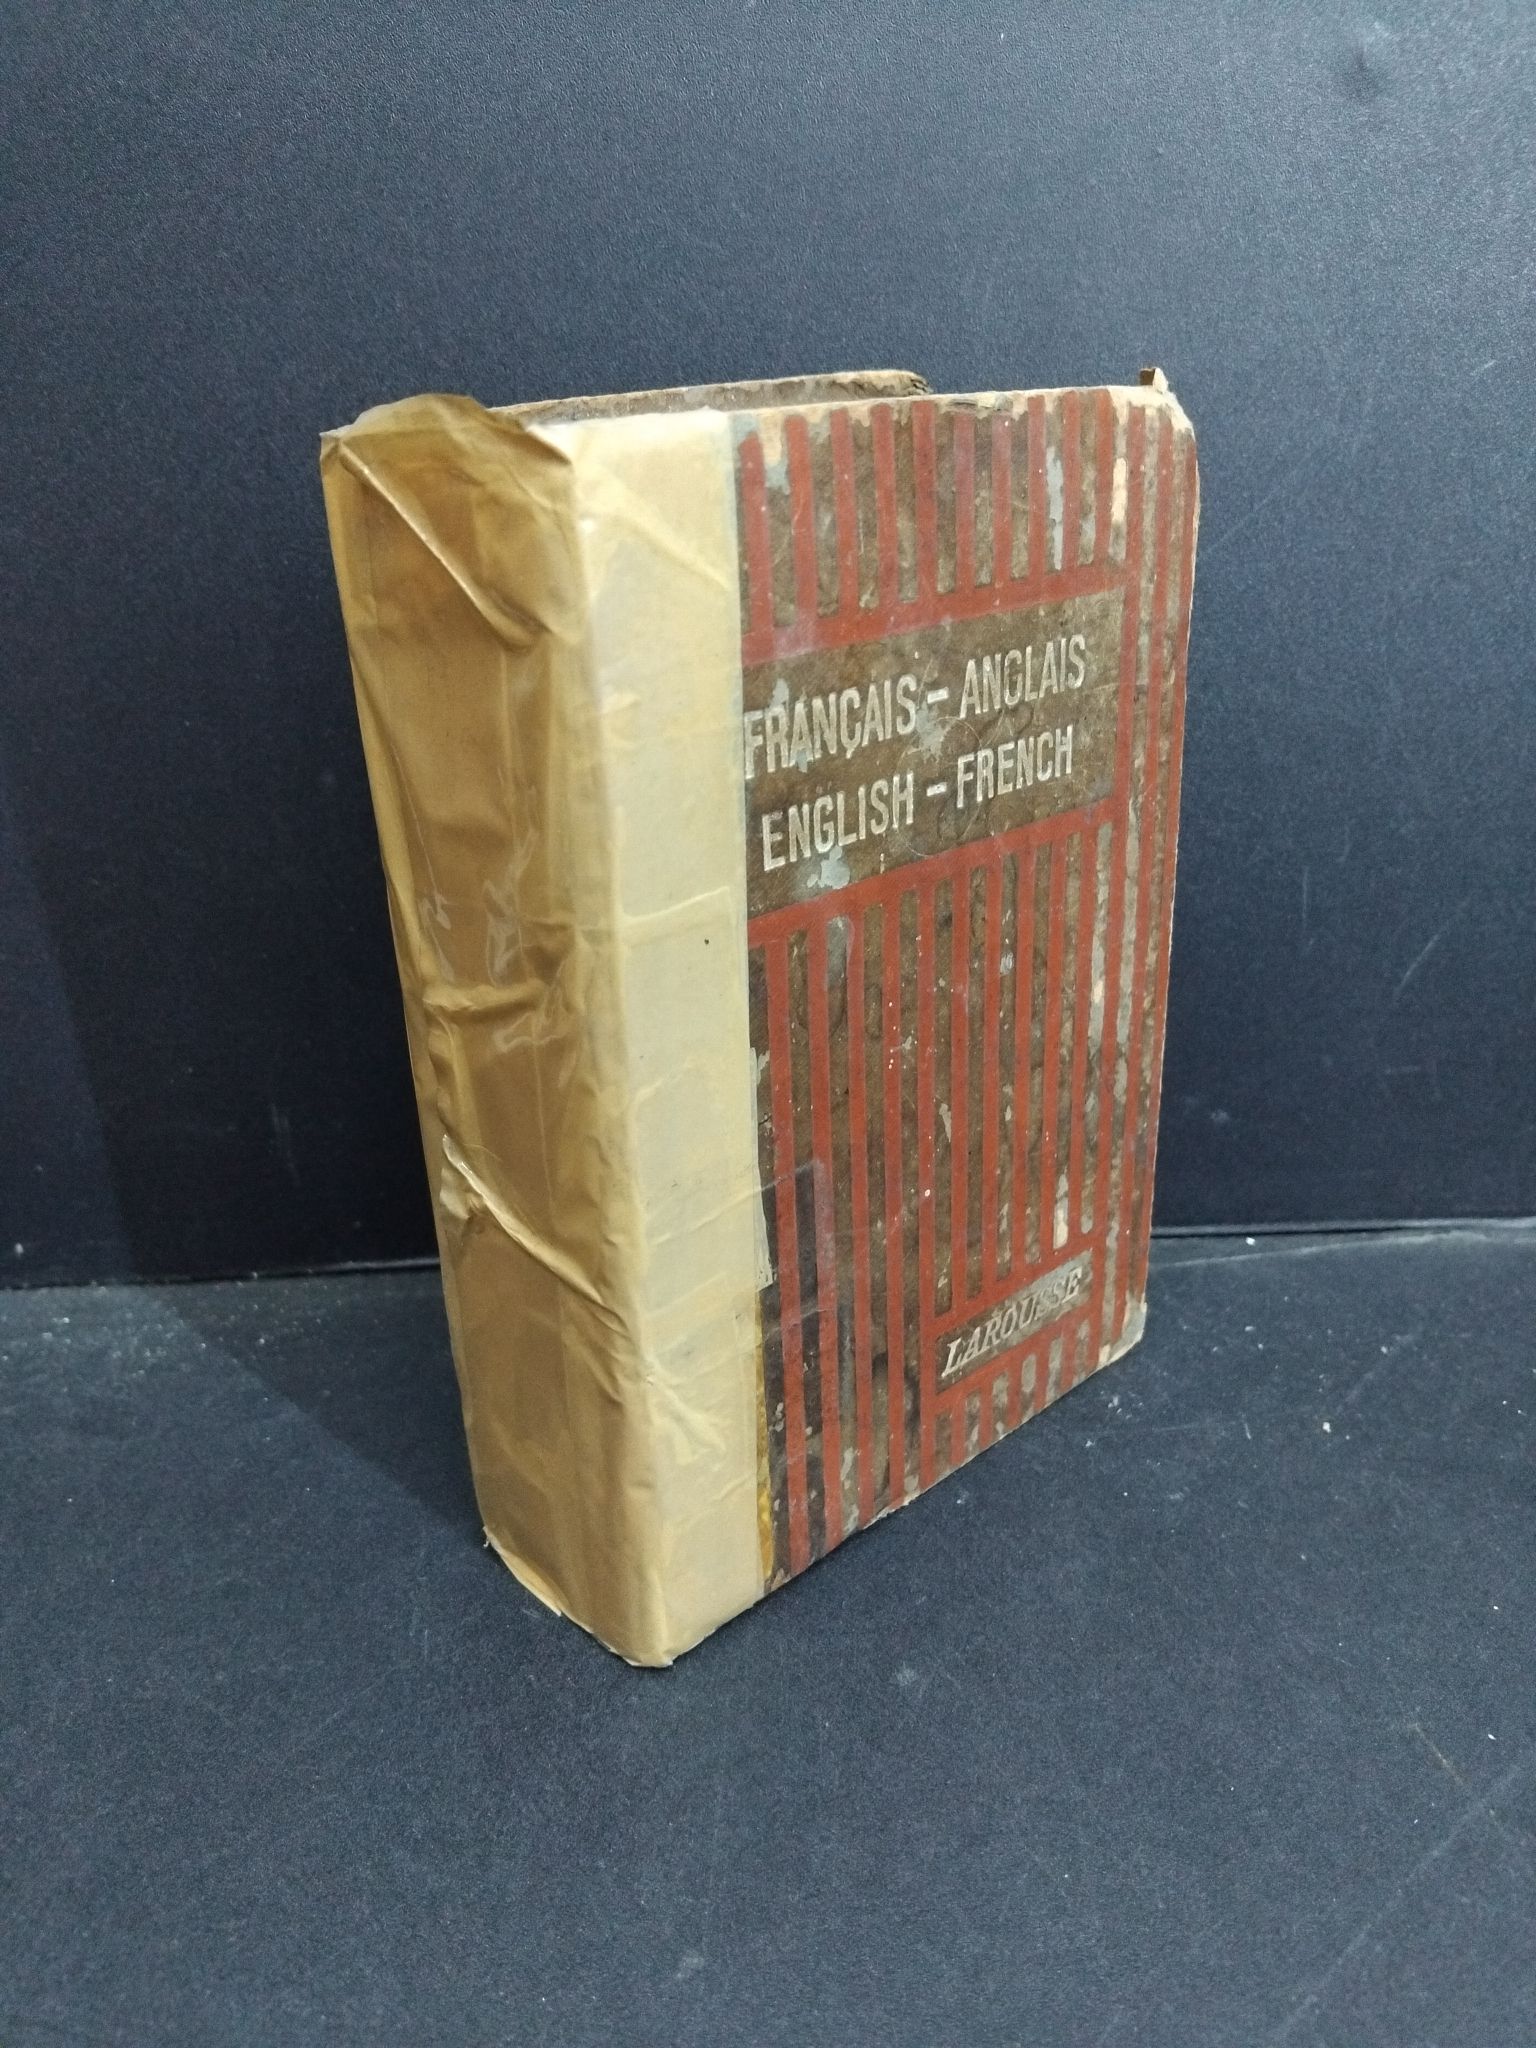 FRANÇAIS - ANGLAIS
ENGLISH - FRENCH
LAROUSSE